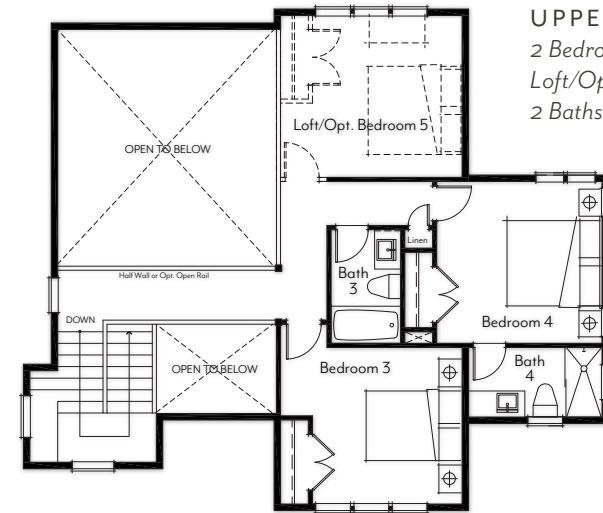 UPPE
2 Bedro
Loft/Op
2 Baths
Loft/Opt. Bedroom 5
OPEN TO BELOW
Linen
Half Wall or Opt. Open Rail
Bath
3
DOWN
Bedroom 4
OPEN TO BELOW
Bedroom 3
Bath
4